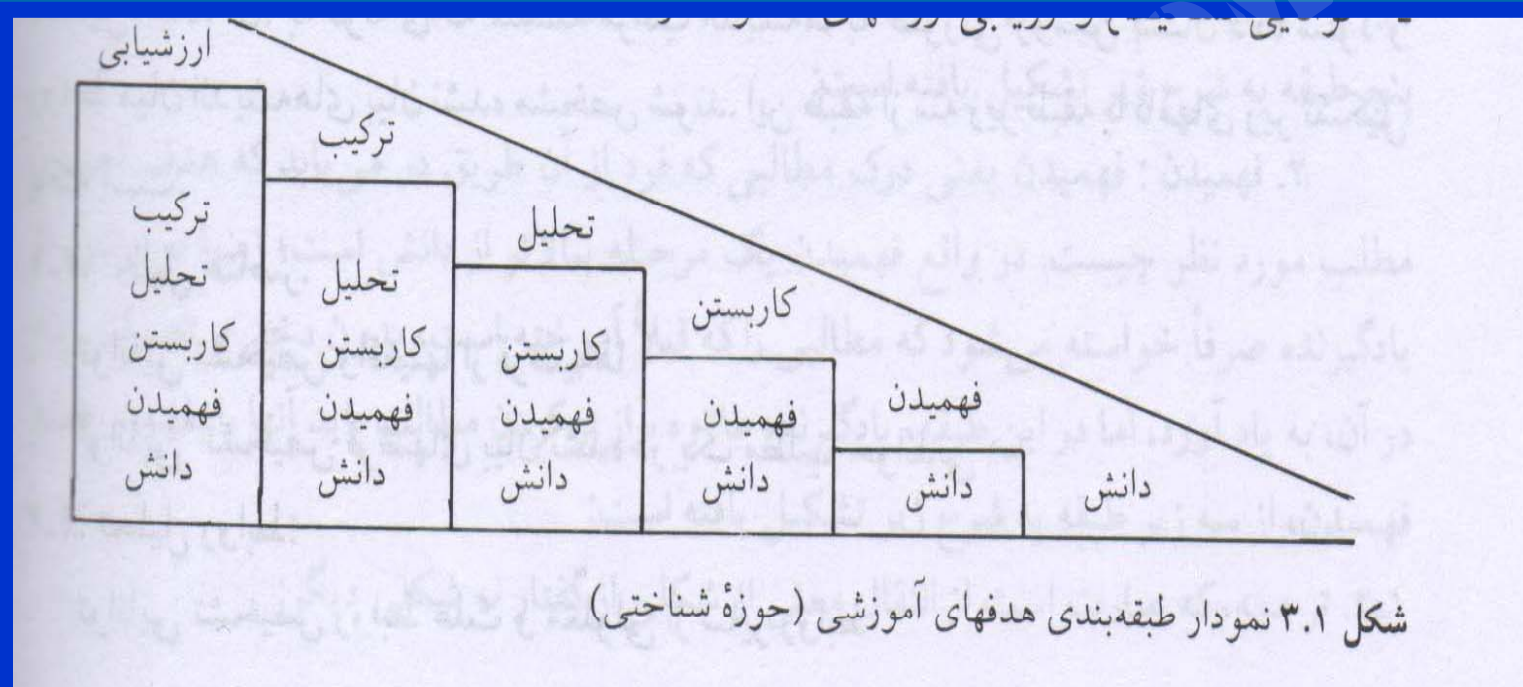 ارزشیابی
ترکیب
تحلیل
کاربستن
فهمیدن
دانش
ترکیب
تحلیل
کاربستن
فهمیدن
دانش
تحلیل
کاربستن
فهمیدن
دانش
کاربستن
فهمیدن
دانش
فهمیدن
دانش
دانش
شکل ۳.۱ نمودار طبقه‌بندی هدفهای آموزشی (حوزهٔ شناختی)